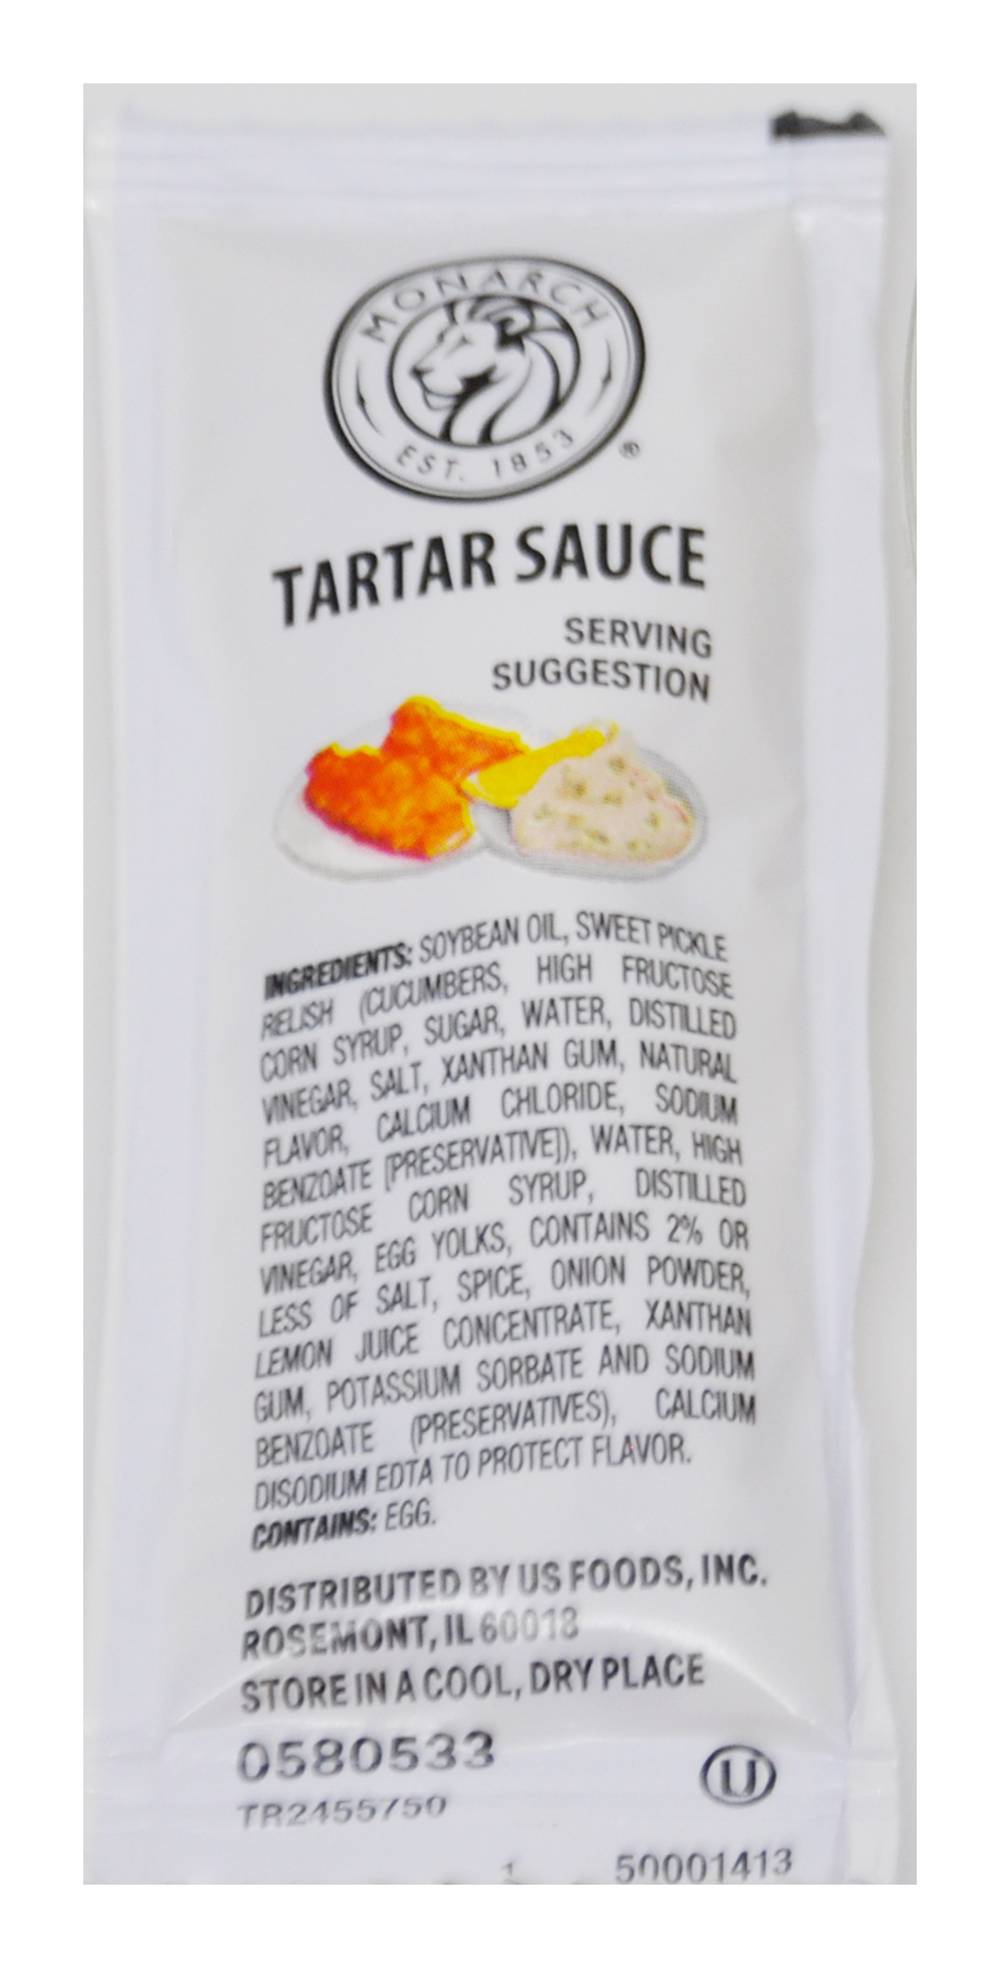 MONARCH
EST. 1853
®
TARTAR SAUCE
SERVING
SUGGESTION
INGREDIENTS: SOYBEAN OIL, SWEET PICKLE
RELISH (CUCUMBERS, HIGH FRUCTOSE
CORN SYRUP, SUGAR, WATER, DISTILLED
VINEGAR, SALT, XANTHAN GUM, NATURAL
FLAVOR, CALCIUM CHLORIDE, SODIUM
BENZOATE [PRESERVATIVE]), WATER, HIGH
FRUCTOSE CORN SYRUP, DISTILLED
VINEGAR, EGG YOLKS, CONTAINS 2% OR
LESS OF SALT, SPICE, ONION POWDER,
LEMON JUICE CONCENTRATE, XANTHAN
GUM, POTASSIUM SORBATE AND SODIUM
BENZOATE (PRESERVATIVES), CALCIUM
DISODIUM EDTA TO PROTECT FLAVOR.
CONTAINS: EGG.
DISTRIBUTED BY US FOODS, INC.
ROSEMONT, IL 60018
STORE IN A COOL, DRY PLACE
0580533
U
TR2455750
1 50001413